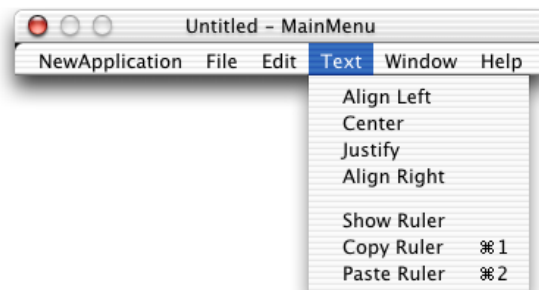 Untitled – MainMenu
NewApplication File Edit Text Window Help
Align Left
Center
Justify
Align Right
Show Ruler
Copy Ruler ⌘1
Paste Ruler ⌘2